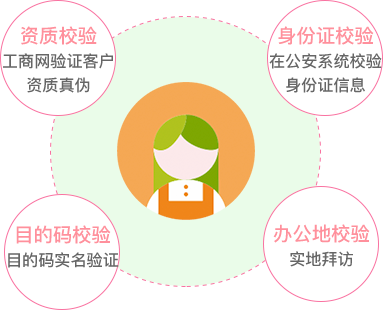 资质校验
工商网验证客户
资质真伪
身份证校验
在公安系统校验
身份证信息
目的码校验
目的码实名验证
办公地校验
实地拜访